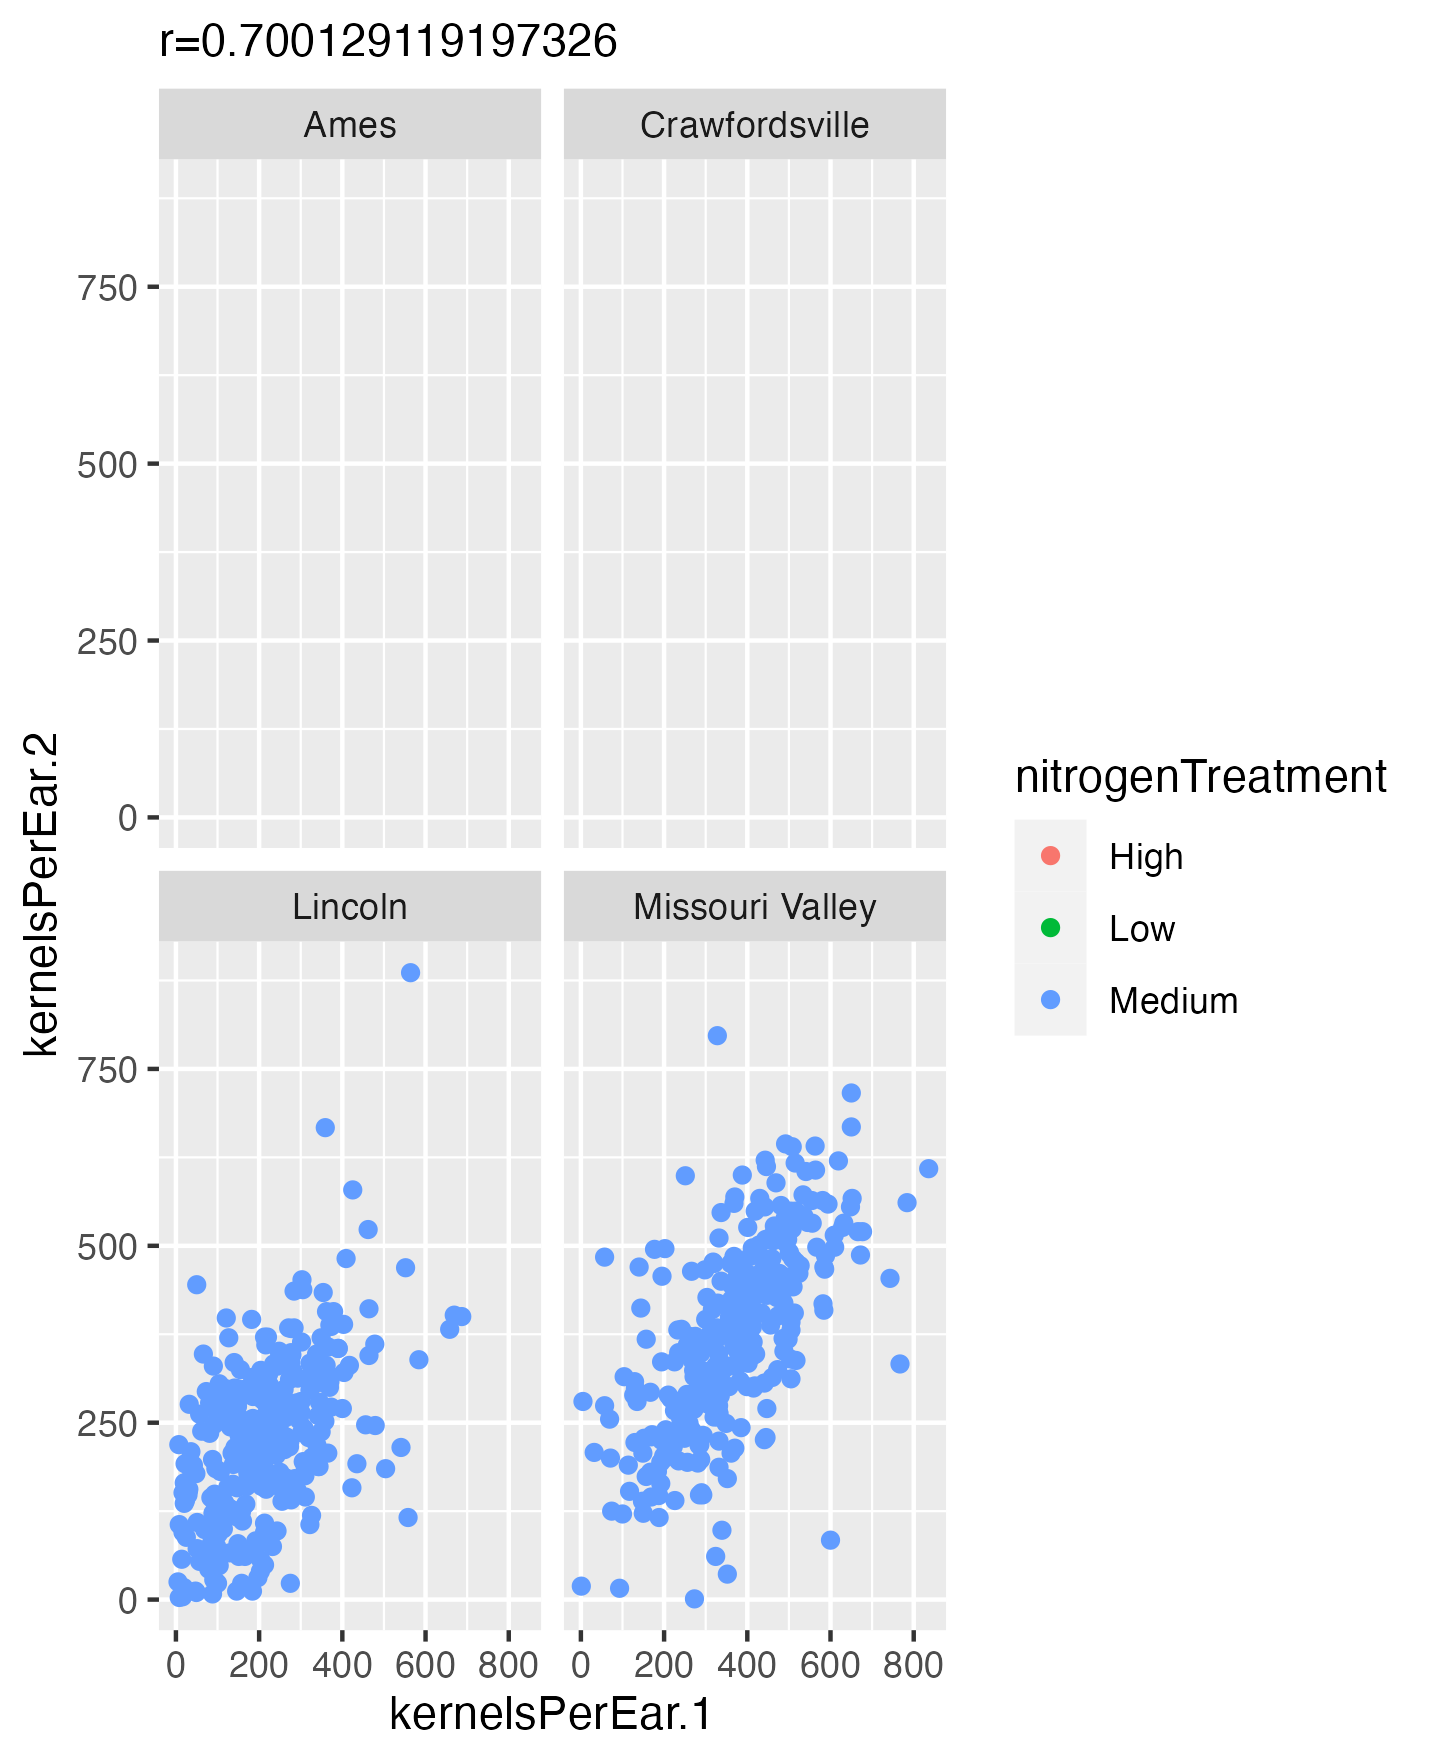 r=0.700129119197326
Ames
Crawfordsville
750
500
250
0
kernelsPerEar.2
Lincoln
Missouri Valley
750
500
250
0
0 200 400 600 800 0 200 400 600 800
kernelsPerEar.1
nitrogenTreatment
High
Low
Medium